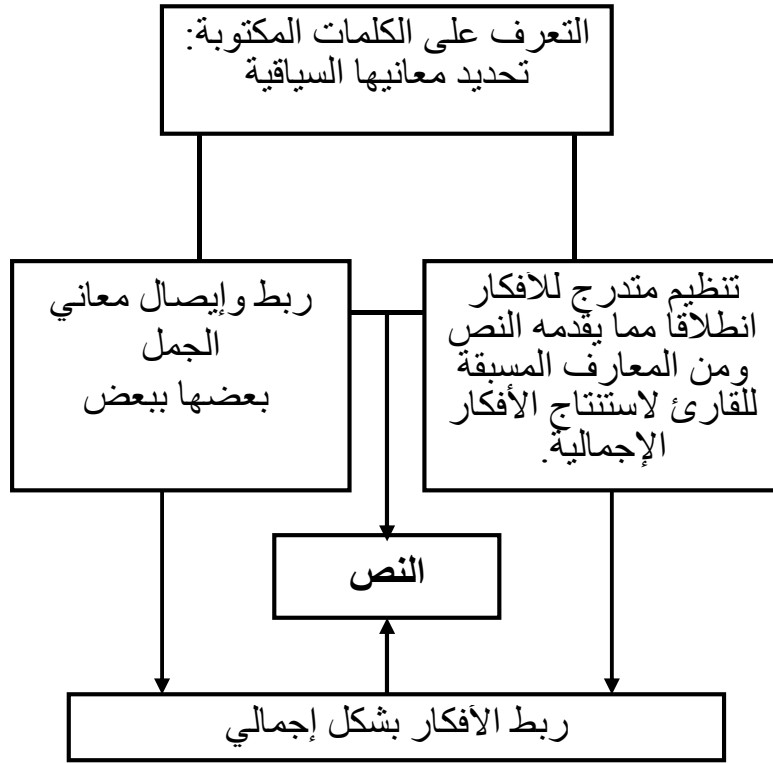 التعرف على الكلمات المكتوبة:
تحديد معانيها السياقية
تنظيم متدرج للأفكار
انطلاقا مما يقدمه النص
ومن المعارف المسبقة
للقارئ لاستنتاج الأفكار
الإجمالية.
ربط وإيصال معاني
الجمل
بعضها ببعض
النص
ربط الأفكار بشكل إجمالي